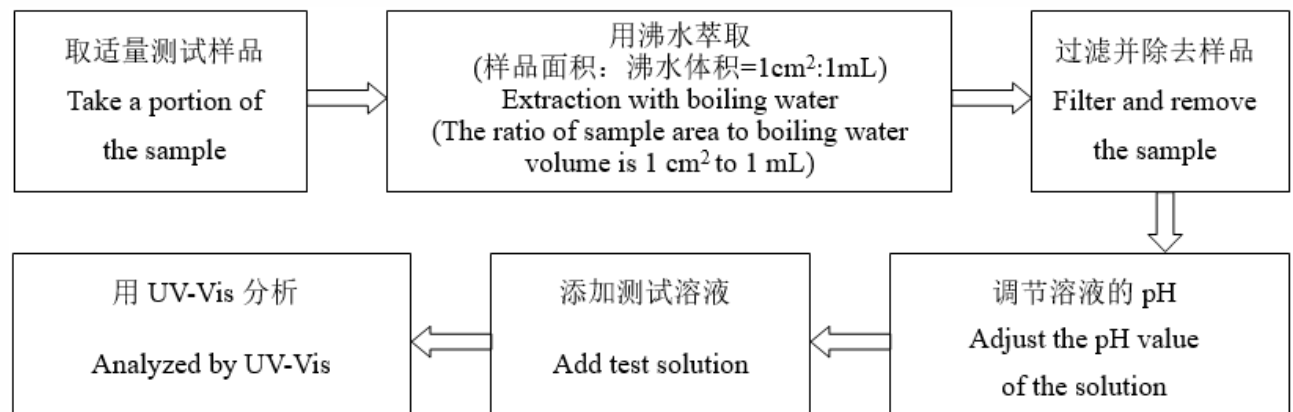 取适量测试样品
Take a portion of
the sample
用沸水萃取
(样品面积：沸水体积=1cm²:1mL)
Extraction with boiling water
(The ratio of sample area to boiling water
volume is 1 cm² to 1 mL)
过滤并除去样品
Filter and remove
the sample
调节溶液的 pH
Adjust the pH value
of the solution
添加测试溶液
Add test solution
用 UV-Vis 分析
Analyzed by UV-Vis